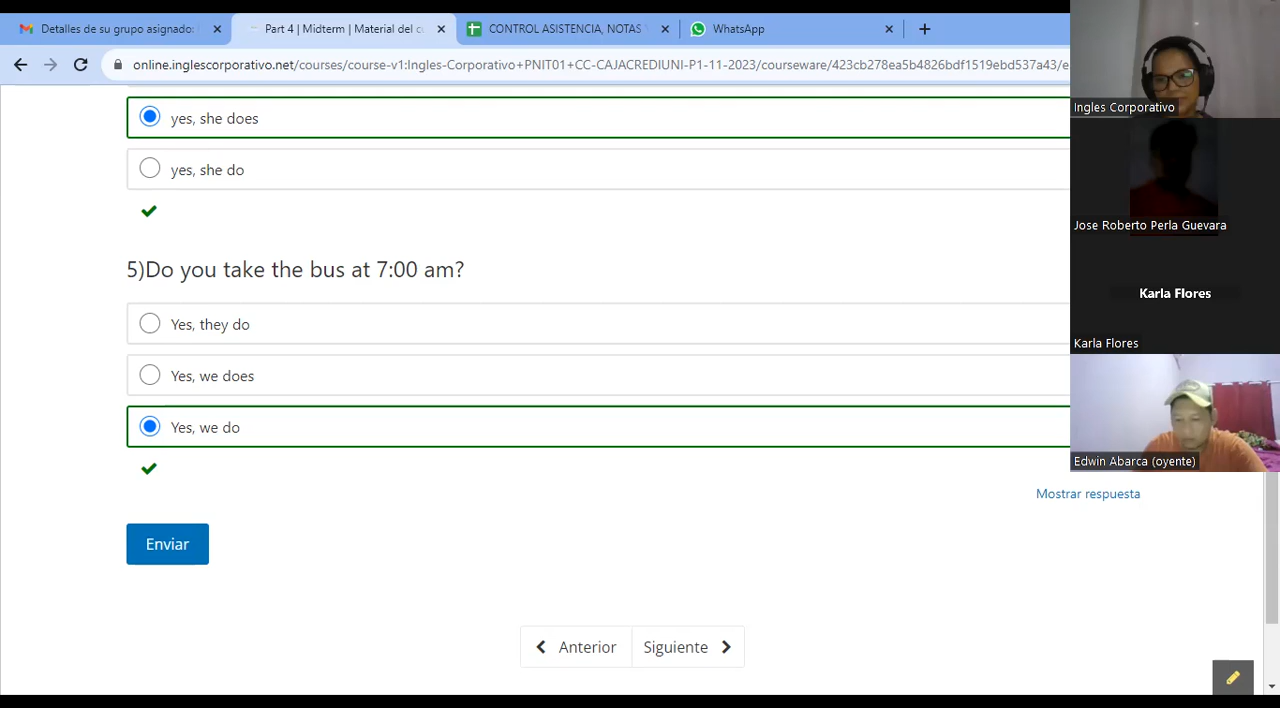 Detalles de su grupo asignado:
Part 4 | Midterm | Material del c
CONTROL ASISTENCIA, NOTAS
WhatsApp
online.inglescorporativo.net/courses/course-v1:Ingles-Corporativo+PNIT01+CC-CAJACREDIUNI-P1-11-2023/courseware/423cb278ea5b4826bdf1519ebd537a43/e
yes, she does
yes, she do
5)Do you take the bus at 7:00 am?
Yes, they do
Yes, we does
Yes, we do
Mostrar respuesta
Enviar
Anterior
Siguiente
Ingles Corporativo
Jose Roberto Perla Guevara
Karla Flores
Karla Flores
Edwin Abarca (oyente)